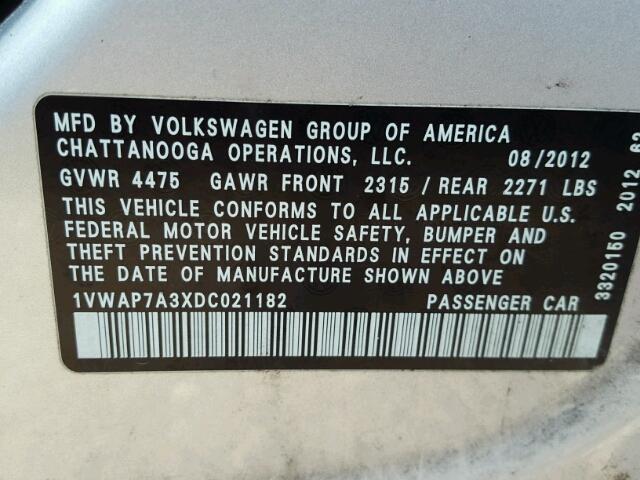 MFD BY VOLKSWAGEN GROUP OF AMERICA
CHATTANOOGA OPERATIONS, LLC. 08/2012
GVWR 4475 GAWR FRONT 2315 / REAR 2271 LBS
THIS VEHICLE CONFORMS TO ALL APPLICABLE U.S.
FEDERAL MOTOR VEHICLE SAFETY, BUMPER AND
THEFT PREVENTION STANDARDS IN EFFECT ON
THE DATE OF MANUFACTURE SHOWN ABOVE
1VWAP7A3XDC021182 PASSENGER CAR
3320150 2012